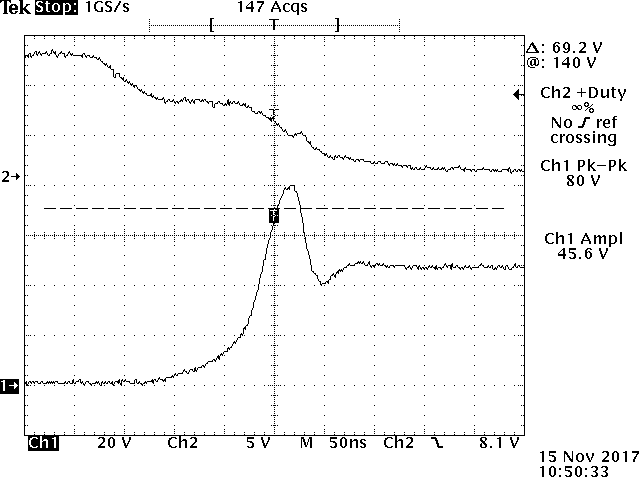 Tek Stop: 1GS/s 147 Acqs
[ T ]
Δ: 69.2 V
@: 140 V
Ch2 +Duty
∞%
No ƒ ref
crossing
2→
Ch1 Pk-Pk
80 V
Ch1 Ampl
45.6 V
1→
Ch1 20 V Ch2 5 V M 50ns Ch2 8.1 V
15 Nov 2017
10:50:33